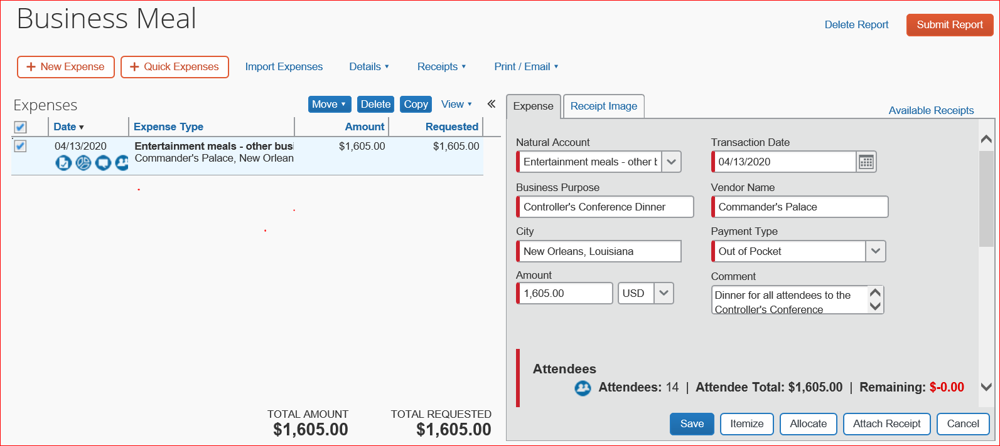 Business Meal
Delete Report
Submit Report
+ New Expense
+ Quick Expenses
Import Expenses
Details
Receipts
Print / Email
Expenses
Move
Delete
Copy
View
Date
Expense Type
Amount
Requested
04/13/2020
Entertainment meals - other busi
$1,605.00
$1,605.00
Commander's Palace, New Orlean
TOTAL AMOUNT
TOTAL REQUESTED
$1,605.00
$1,605.00
Expense
Receipt Image
Available Receipts
Natural Account
Transaction Date
Entertainment meals - other b
04/13/2020
Business Purpose
Vendor Name
Controller's Conference Dinner
Commander's Palace
City
Payment Type
New Orleans, Louisiana
Out of Pocket
Amount
Comment
1,605.00
USD
Dinner for all attendees to the
Controller's Conference
Attendees
Attendees: 14 | Attendee Total: $1,605.00 | Remaining: $-0.00
Save
Itemize
Allocate
Attach Receipt
Cancel